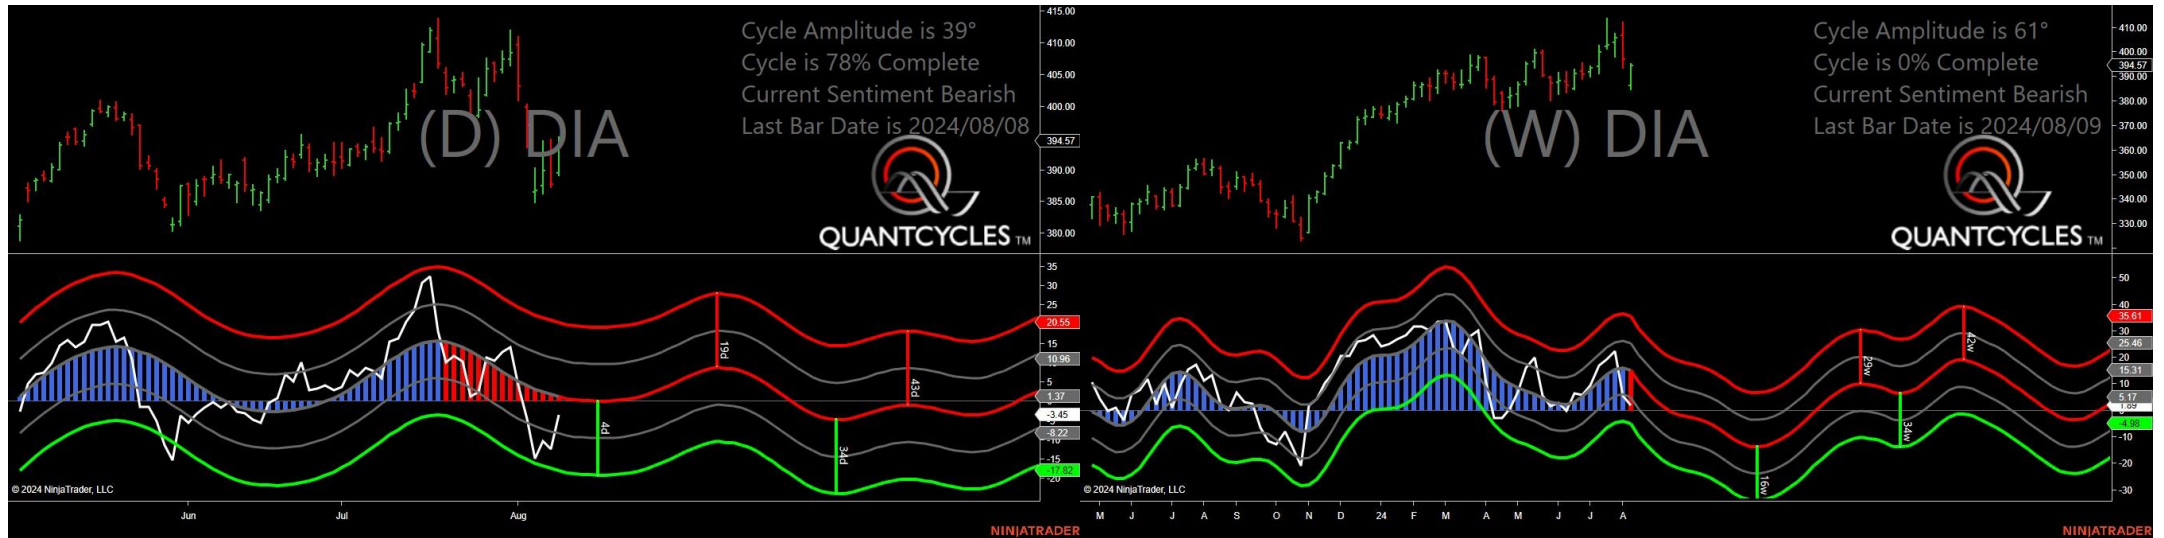 Cycle Amplitude is 39°
Cycle is 78% Complete
Current Sentiment Bearish
Last Bar Date is 2024/08/08
(D) DIA
QUANTCYCLES TM
415.00
410.00
405.00
400.00
394.57
390.00
385.00
380.00
35
30
25
20.55
15
10.96
5
1.37
-3.45
-8.22
-10
-15
-17.82
-20
19d
43d
4d
34d
© 2024 NinjaTrader, LLC
Jun Jul Aug
NINJATRADER
Cycle Amplitude is 61°
Cycle is 0% Complete
Current Sentiment Bearish
Last Bar Date is 2024/08/09
(W) DIA
QUANTCYCLES TM
410.00
400.00
394.57
390.00
380.00
360.00
350.00
340.00
330.00
50
40
35.61
30
25.46
20
15.31
10
5.17
1.89
-4.98
-10
-20
-30
29w
42w
34w
16w
© 2024 NinjaTrader, LLC
M J J A S O N D 24 F M A M J J A
NINJATRADER